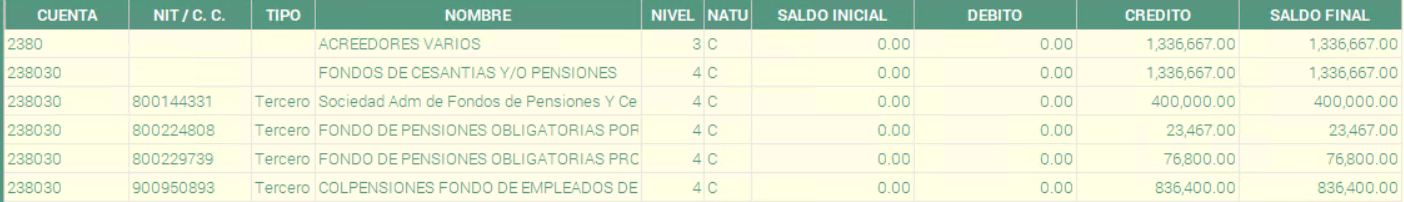 CUENTA NIT / C. C. TIPO NOMBRE NIVEL NATU SALDO INICIAL DEBITO CREDITO SALDO FINAL
2380 ACREEDORES VARIOS 3 C 0.00 0.00 1,336,667.00 1,336,667.00
238030 FONDOS DE CESANTIAS Y/O PENSIONES 4 C 0.00 0.00 1,336,667.00 1,336,667.00
238030 800144331 Tercero Sociedad Adm de Fondos de Pensiones Y Ce 4 C 0.00 0.00 400,000.00 400,000.00
238030 800224808 Tercero FONDO DE PENSIONES OBLIGATORIAS POR 4 C 0.00 0.00 23,467.00 23,467.00
238030 800229739 Tercero FONDO DE PENSIONES OBLIGATORIAS PRO 4 C 0.00 0.00 76,800.00 76,800.00
238030 900950893 Tercero COLPENSIONES FONDO DE EMPLEADOS DE 4 C 0.00 0.00 836,400.00 836,400.00